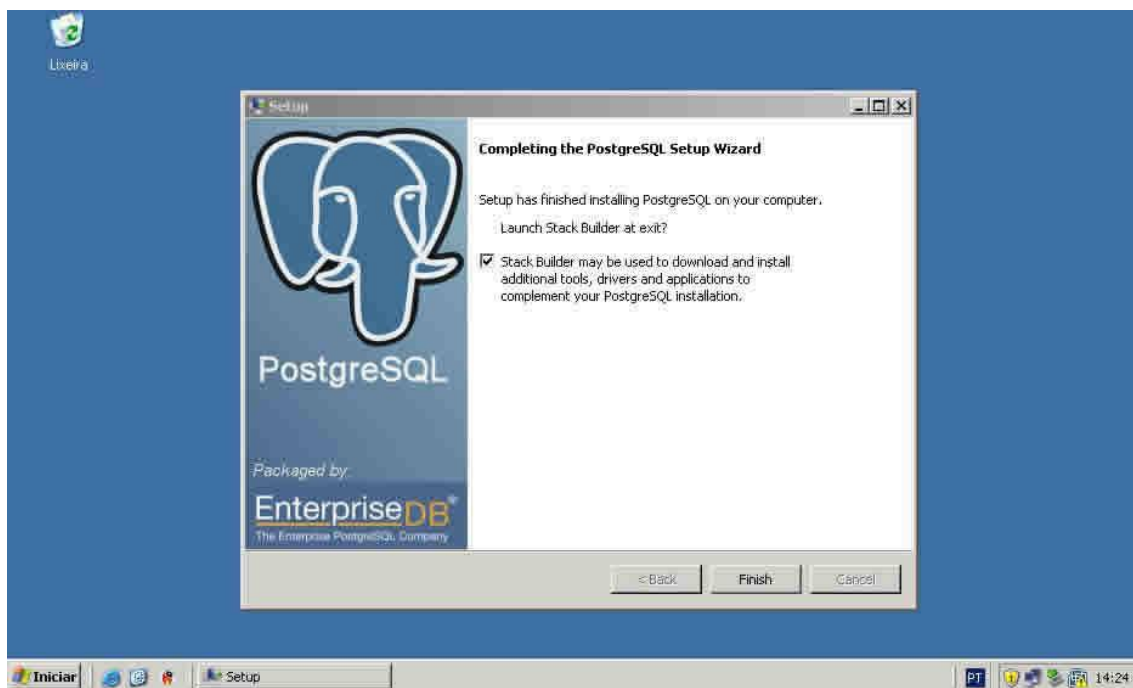 Lixeira
Setup
Completing the PostgreSQL Setup Wizard
Setup has finished installing PostgreSQL on your computer.
Launch Stack Builder at exit?
Stack Builder may be used to download and install
additional tools, drivers and applications to
complement your PostgreSQL installation.
PostgreSQL
Packaged by:
EnterpriseDB®
The Enterprise PostgreSQL Company
< Back
Finish
Cancel
Iniciar
Setup
PT
14:24